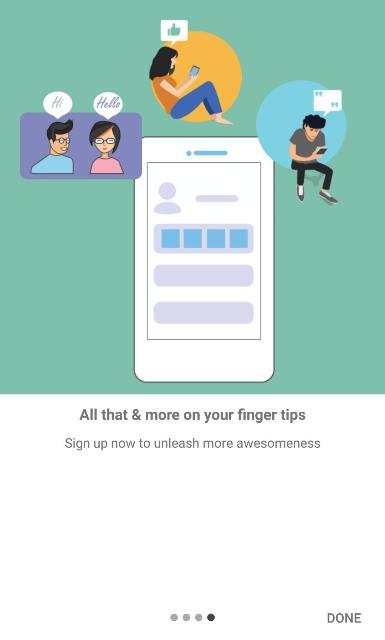 Hi
Hello
All that & more on your finger tips
Sign up now to unleash more awesomeness
DONE